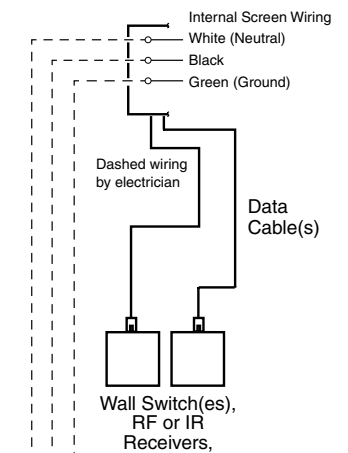 Internal Screen Wiring
White (Neutral)
Black
Green (Ground)
Dashed wiring
by electrician
Data
Cable(s)
Wall Switch(es),
RF or IR
Receivers,